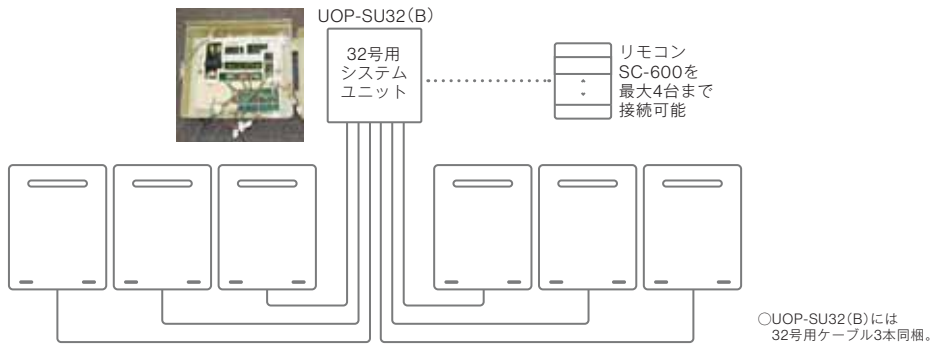 UOP-SU32(B)
32号用
システム
ユニット
リモコン
SC-600を
最大4台まで
接続可能
○UOP-SU32(B)には
32号用ケーブル3本同梱。